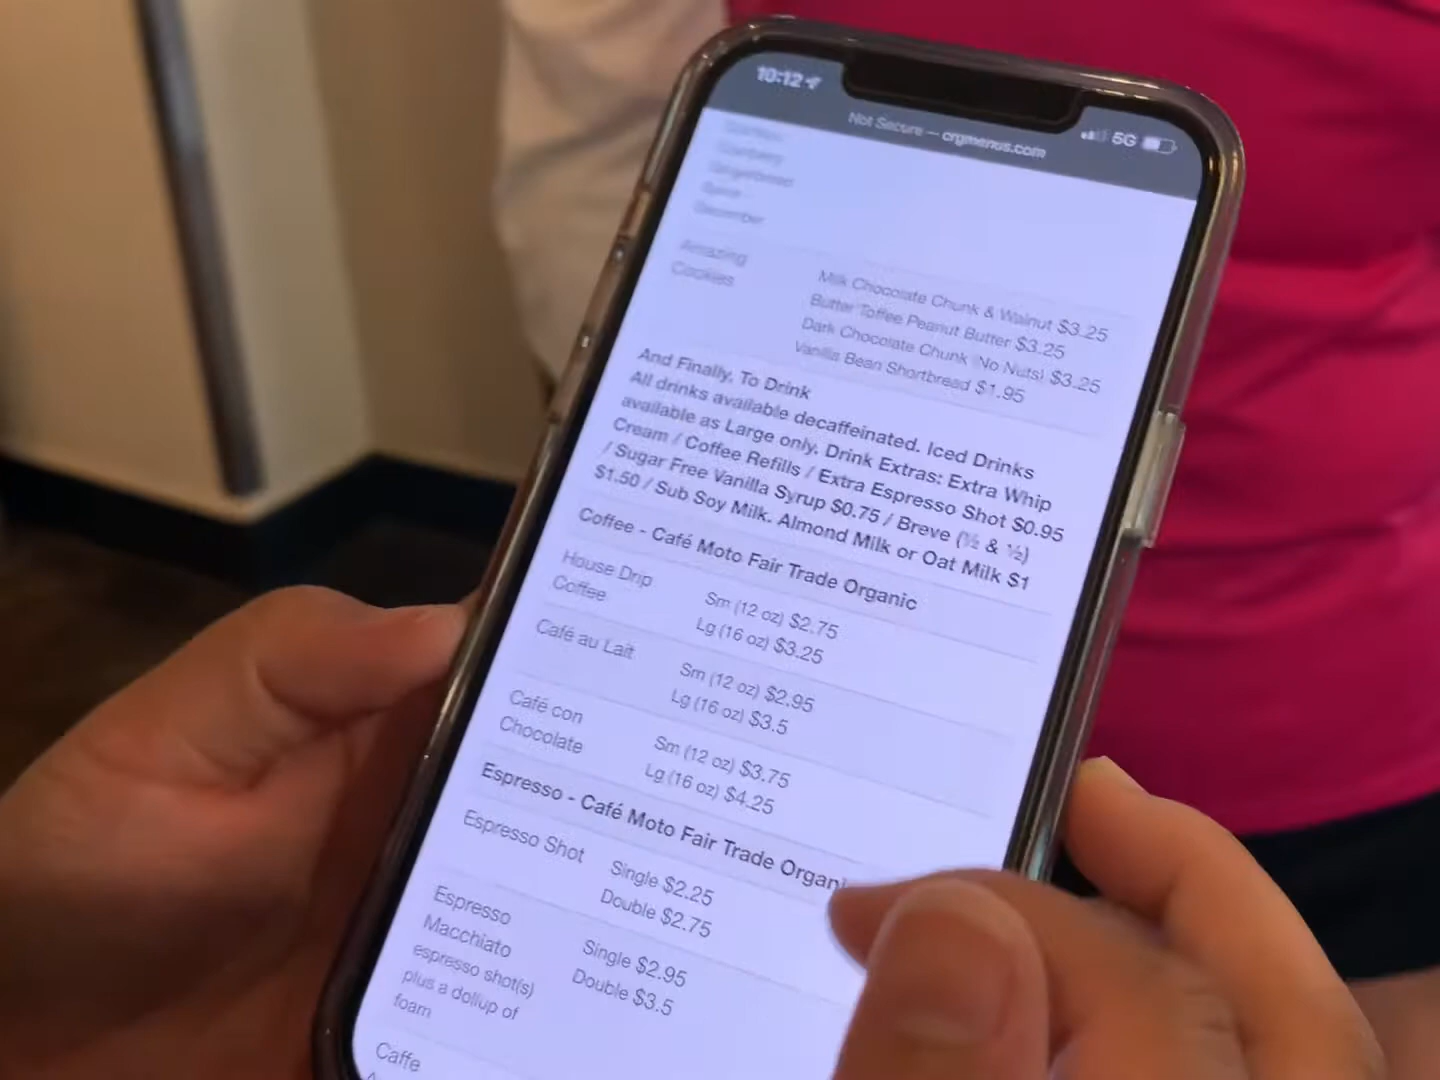 10:12
5G
Not Secure — crgmenus.com
Cranberry
Gingerbread
December
Amazing
Cookies
Milk Chocolate Chunk & Walnut $3.25
Butter Toffee Peanut Butter $3.25
Dark Chocolate Chunk (No Nuts) $3.25
Vanilla Bean Shortbread $1.95
And Finally, To Drink
All drinks available decaffeinated. Iced Drinks
available as Large only, Drink Extras: Extra Whip
Cream / Coffee Refills / Extra Espresso Shot $0.95
/ Sugar Free Vanilla Syrup $0.75 / Breve (½ & ½)
$1.50 / Sub Soy Milk, Almond Milk or Oat Milk $1
Coffee - Café Moto Fair Trade Organic
House Drip
Coffee
Sm (12 oz) $2.75
Lg (16 oz) $3.25
Café au Lait
Sm (12 oz) $2.95
Lg (16 oz) $3.5
Café con
Chocolate
Sm (12 oz) $3.75
Lg (16 oz) $4.25
Espresso - Café Moto Fair Trade Organi
Espresso Shot
Single $2.25
Double $2.75
Espresso
Macchiato
espresso shot(s)
plus a dollup of
foam
Single $2.95
Double $3.5
Caffe